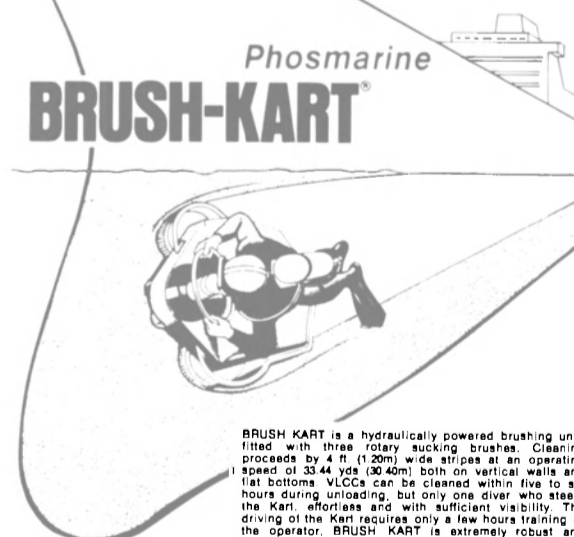 Phosmarine
BRUSH-KART®
BRUSH KART is a hydraulically powered brushing un
fitted with three rotary sucking brushes. Cleanin
proceeds by 4 ft. (1 20m) wide stripes at an operatin
speed of 33.44 yds (30.40m) both on vertical walls an
flat bottoms. VLCCs can be cleaned within five to s
hours during unloading, but only one diver who stee
the Kart, effortless and with sufficient visibility. Th
driving of the Kart requires only a few hours training
the operator, BRUSH KART is extremely robust an